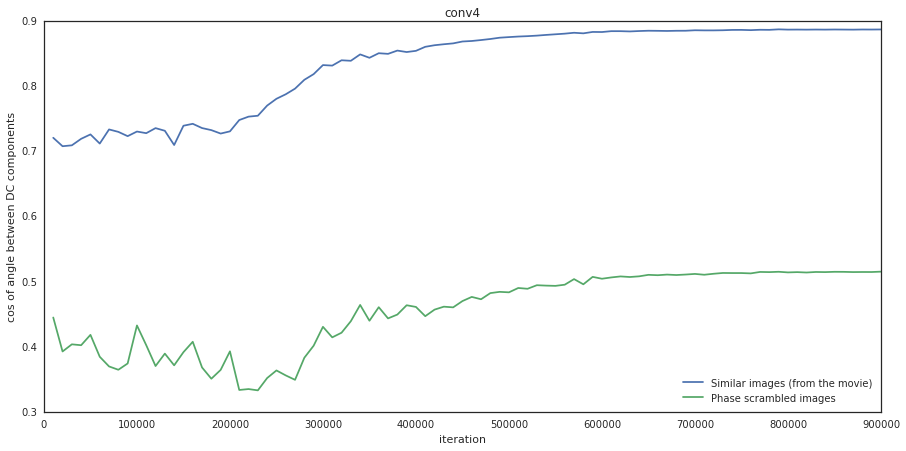 conv4
cos of angle between DC components
0.9
0.8
0.7
0.6
0.5
0.4
0.3
Similar images (from the movie)
Phase scrambled images
0 100000 200000 300000 400000 500000 600000 700000 800000 900000
iteration